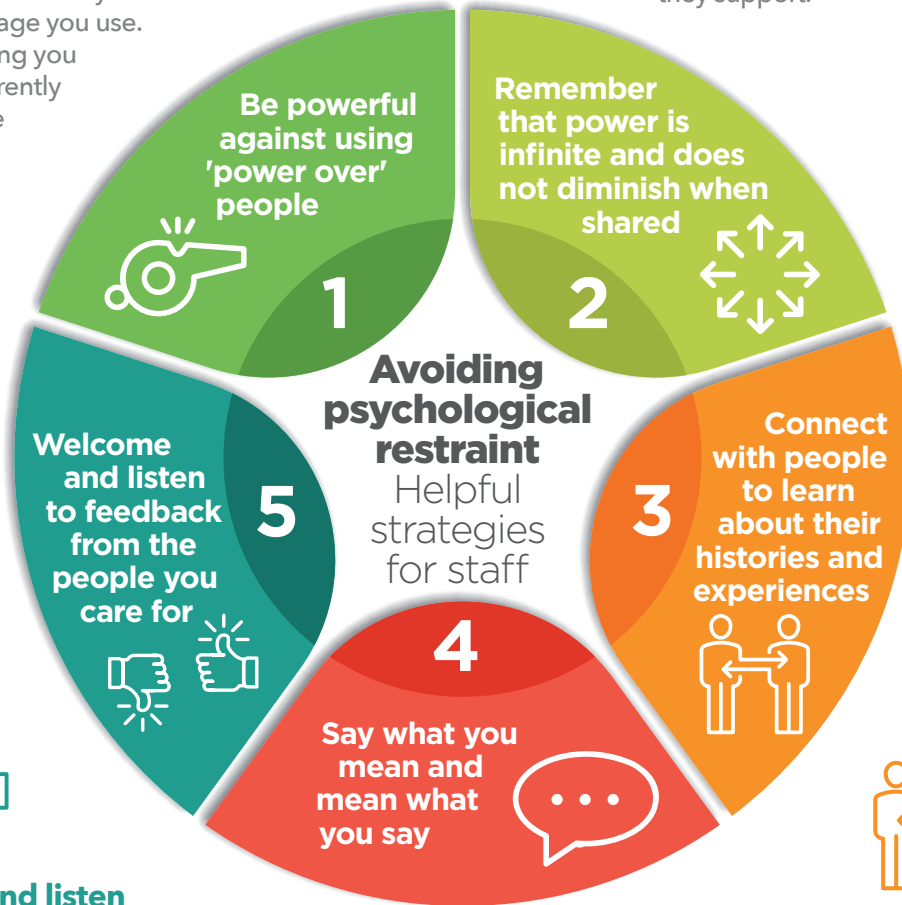 age you use.
ng you
rently
they support.
Be powerful
against using
'power over'
people
1
Remember
that power is
infinite and does
not diminish when
shared
2
Avoiding
psychological
restraint
Helpful
strategies
for staff
Connect
with people
to learn
about their
histories and
experiences
3
4
Say what you
mean and
mean what
you say
Welcome
and listen
to feedback
from the
people you
care for
5
nd listen